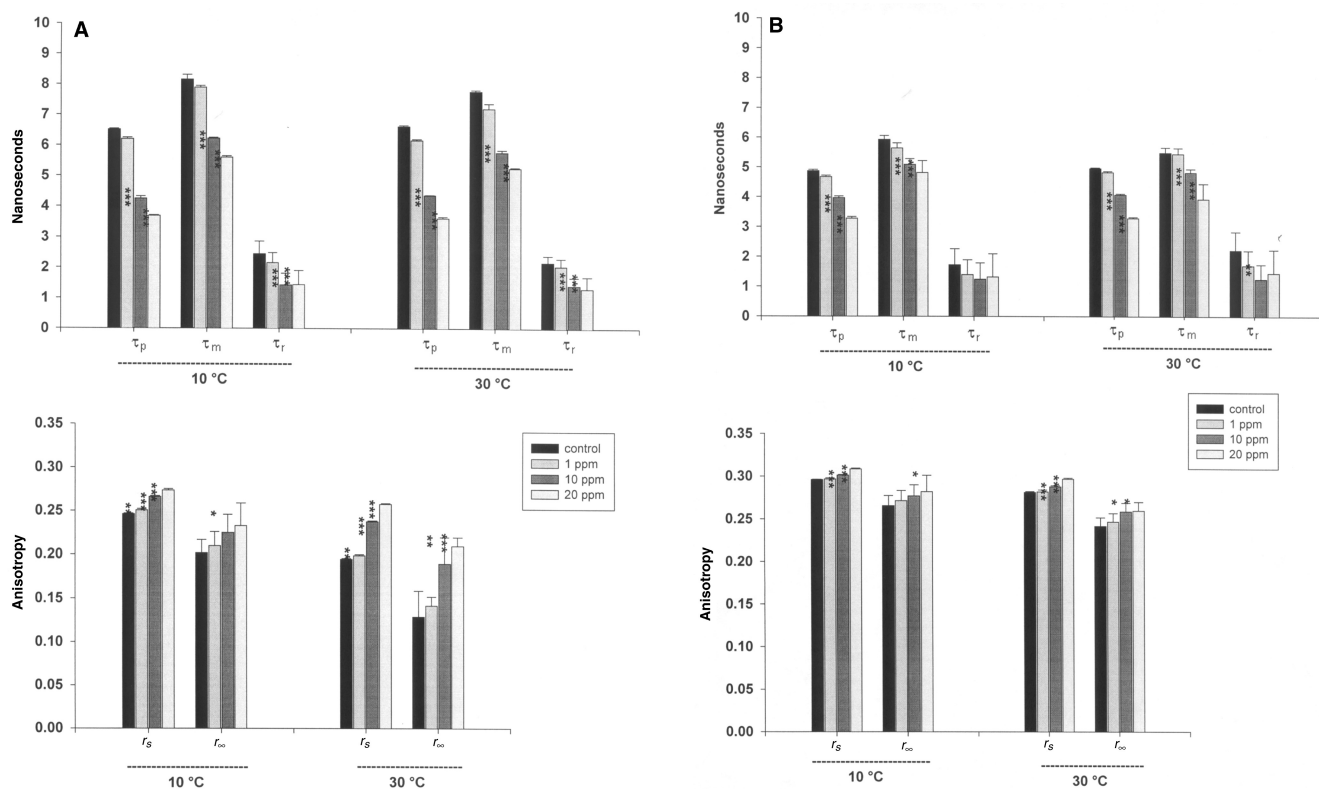 A
10
9
8
7
6
5
4
3
2
1
0
Nanoseconds
*** *** *** *** *** ***
*** *** *** *** *** ***
τp τm τr τp τm τr
10 °C 30 °C
B
10
9
8
7
6
5
4
3
2
1
0
Nanoseconds
*** *** *** ***
*** *** *** *** **
τp τm τr τp τm τr
10 °C 30 °C
0.35
0.30
0.25
0.20
0.15
0.10
0.05
0.00
Anisotropy
** *** *** * ** *** *** ** ***
rs r∞ rs r∞
10 °C 30 °C
control
1 ppm
10 ppm
20 ppm
0.35
0.30
0.25
0.20
0.15
0.10
0.05
0.00
Anisotropy
*** *** * *** *** * *
rs r∞ rs r∞
10 °C 30 °C
control
1 ppm
10 ppm
20 ppm